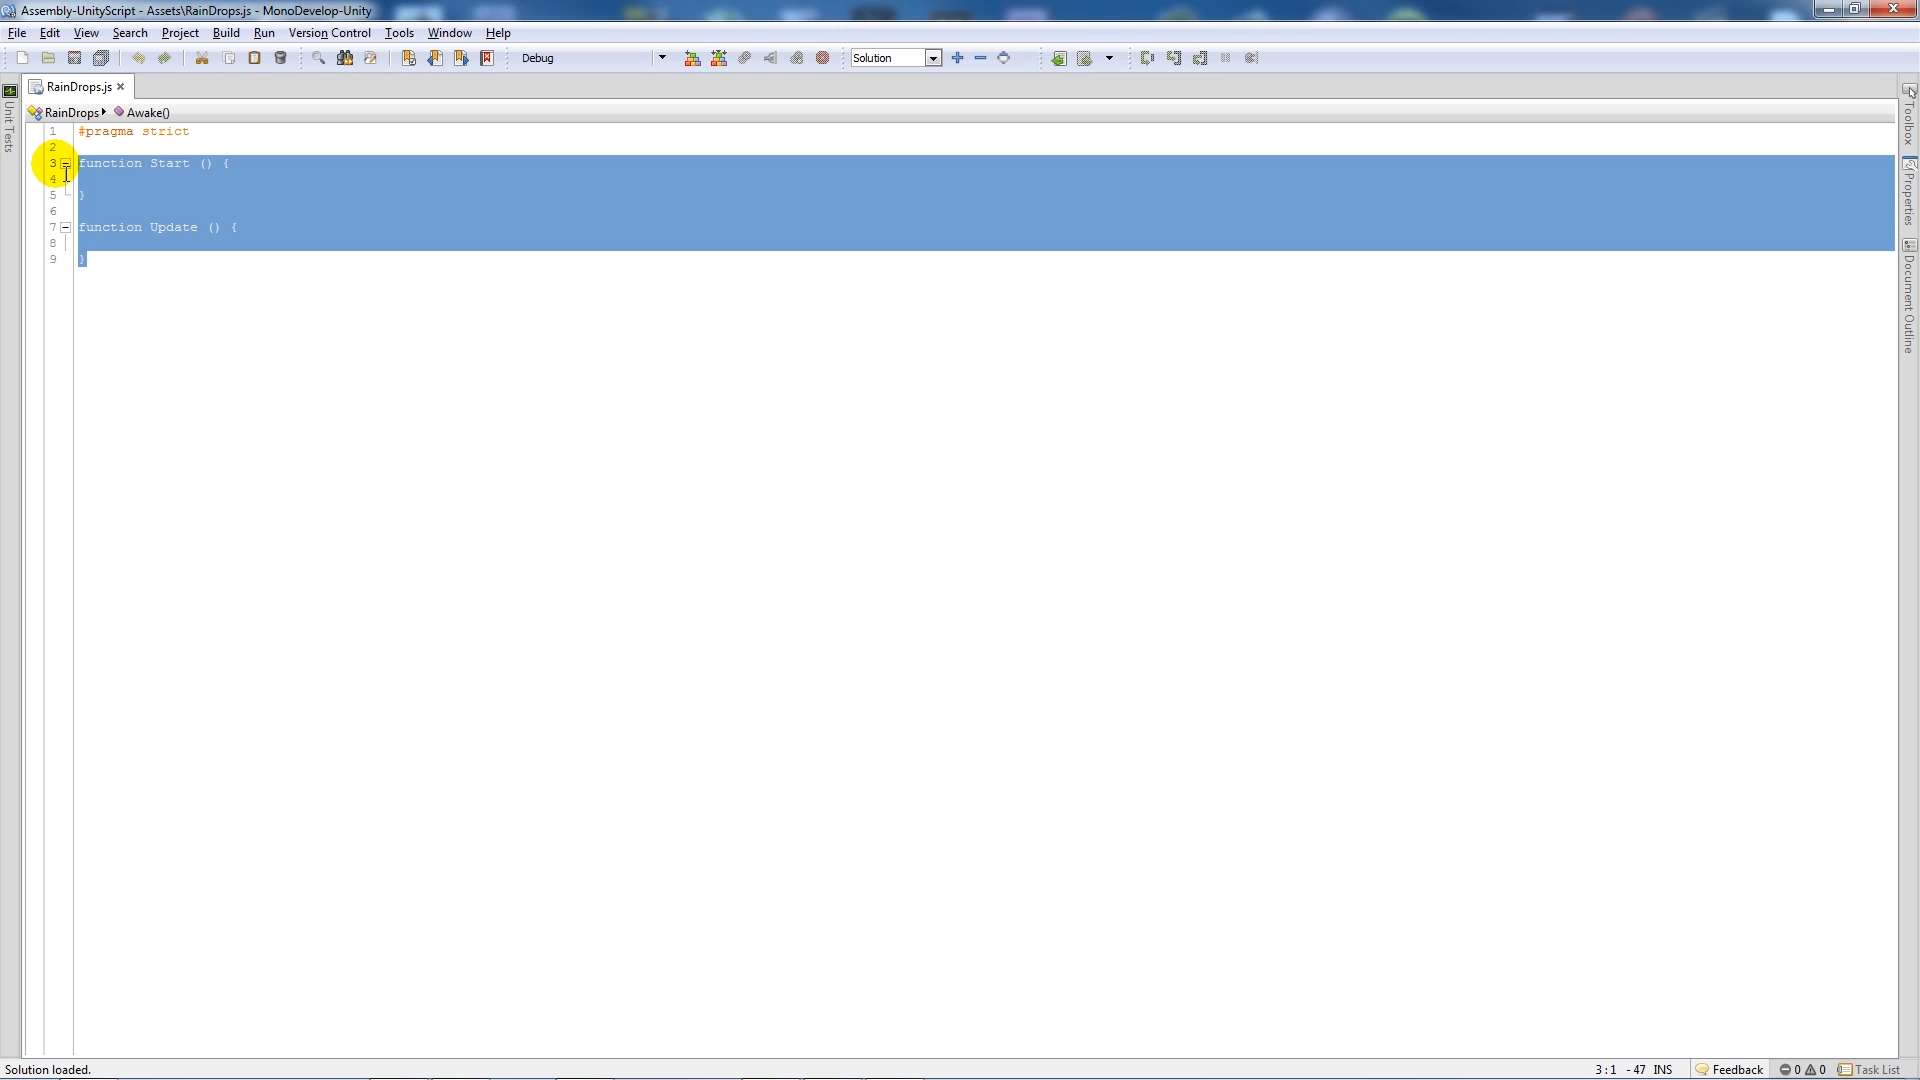 Assembly-UnityScript - Assets\RainDrops.js - MonoDevelop-Unity
File Edit View Search Project Build Run Version Control Tools Window Help
Debug Solution
RainDrops.js
RainDrops Awake()
Unit Tests
Toolbox
Properties
Document Outline
1 #pragma strict
2
3 function Start () {
4
5 }
6
7 function Update () {
8
9 }
Solution loaded. 3 : 1 - 47 INS Feedback 0 0 Task List